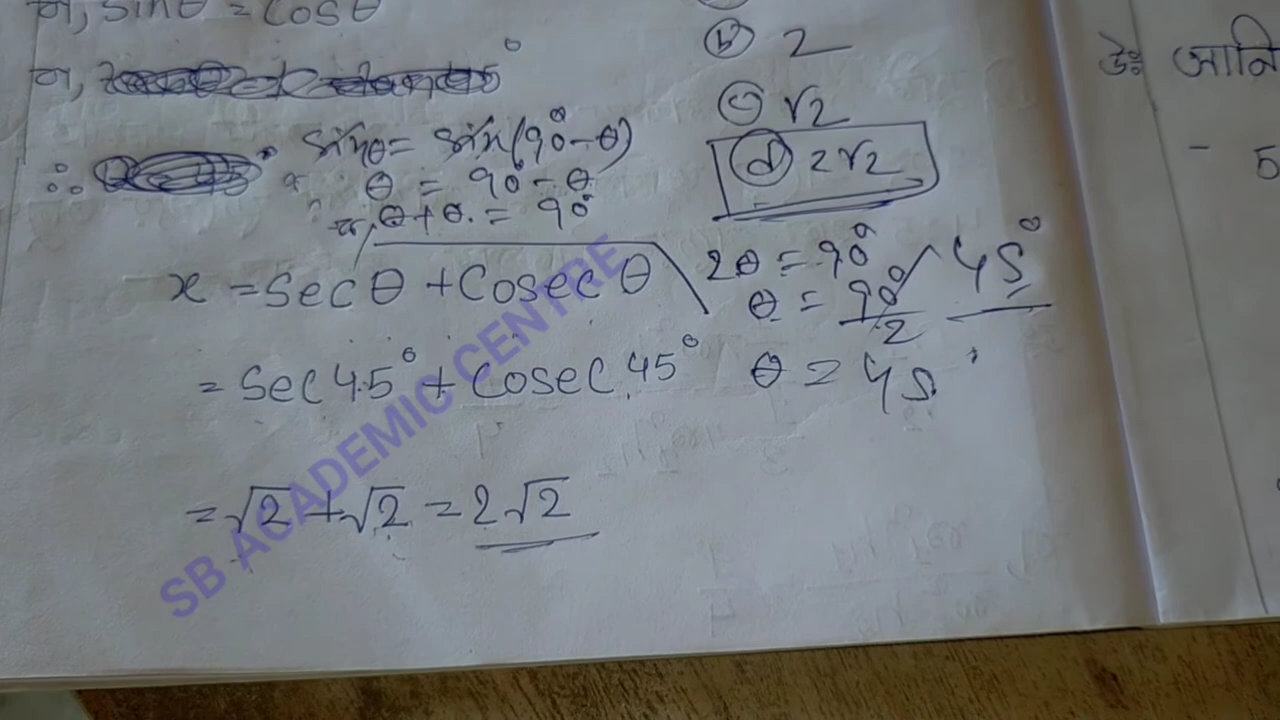 বা, sinθ = cosθ
বা,
ⓑ 2
ⓒ √2
ⓓ 2√2
sinθ = sin(90° - θ)
∴ θ = 90° - θ
বা, θ + θ = 90°
2θ = 90°
θ = 90°/2 45°
θ = 45
x = secθ + Cosecθ
= Sec 45° + Cosec 45°
= √2 + √2 = 2√2
SB ACADEMIC CENTRE
উঃ জানি
- 5